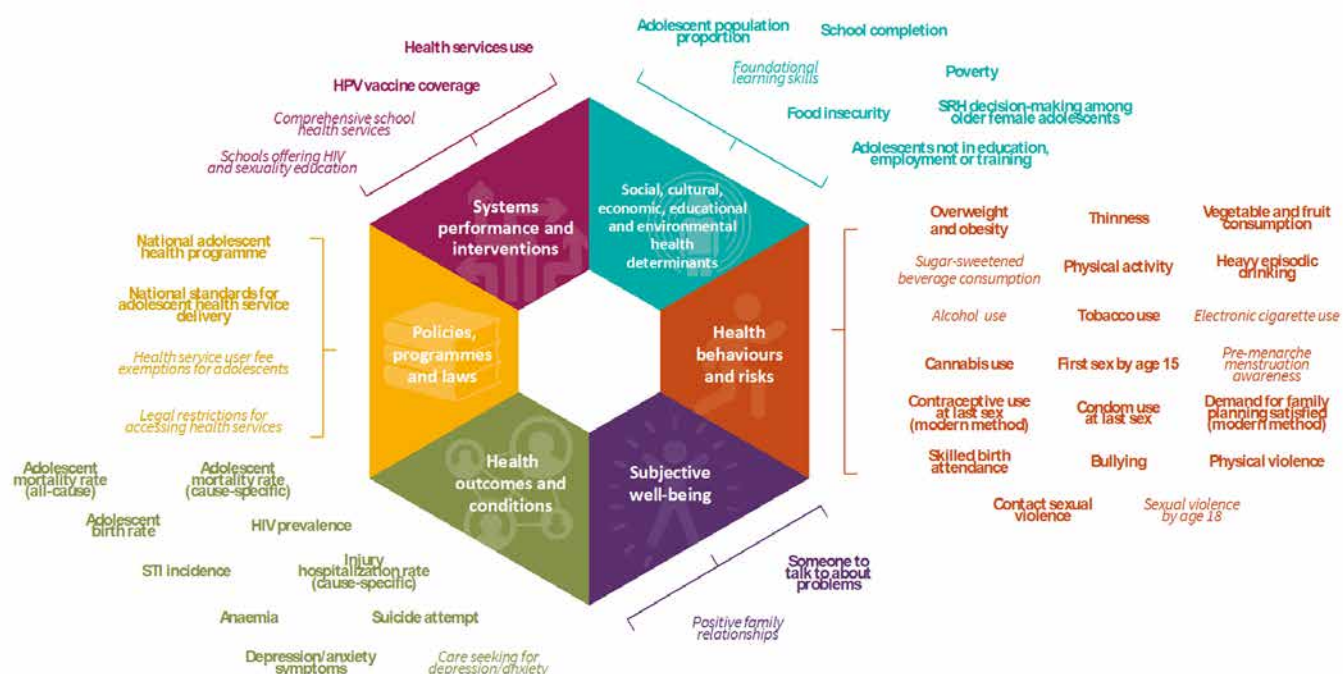 Health services use
HPV vaccine coverage
Comprehensive school
health services
Schools offering HIV
and sexuality education
Systems
performance and
interventions
Adolescent population
proportion
School completion
Foundational
learning skills
Poverty
Food insecurity
SRH decision-making among
older female adolescents
Adolescents not in education,
employment or training
Social, cultural,
economic, educational
and environmental
health
determinants
Overweight
and obesity
Thinness
Vegetable and fruit
consumption
Sugar-sweetened
beverage consumption
Physical activity
Heavy episodic
drinking
Alcohol use
Tobacco use
Electronic cigarette use
Cannabis use
First sex by age 15
Pre-menarche
menstruation
awareness
Contraceptive use
at last sex
(modern method)
Condom use
at last sex
Demand for family
planning satisfied
(modern method)
Skilled birth
attendance
Bullying
Physical violence
Contact sexual
violence
Sexual violence
by age 18
Health
behaviours
and risks
National adolescent
health programme
National standards for
adolescent health service
delivery
Health service user fee
exemptions for adolescents
Legal restrictions for
accessing health services
Policies,
programmes
and laws
Adolescent
mortality rate
(all-cause)
Adolescent
mortality rate
(cause-specific)
Adolescent
birth rate
HIV prevalence
STI incidence
Injury
hospitalization rate
(cause-specific)
Anaemia
Suicide attempt
Depression/anxiety
symptoms
Care seeking for
depression/anxiety
Health
outcomes and
conditions
Subjective
well-being
Someone to
talk to about
problems
Positive family
relationships